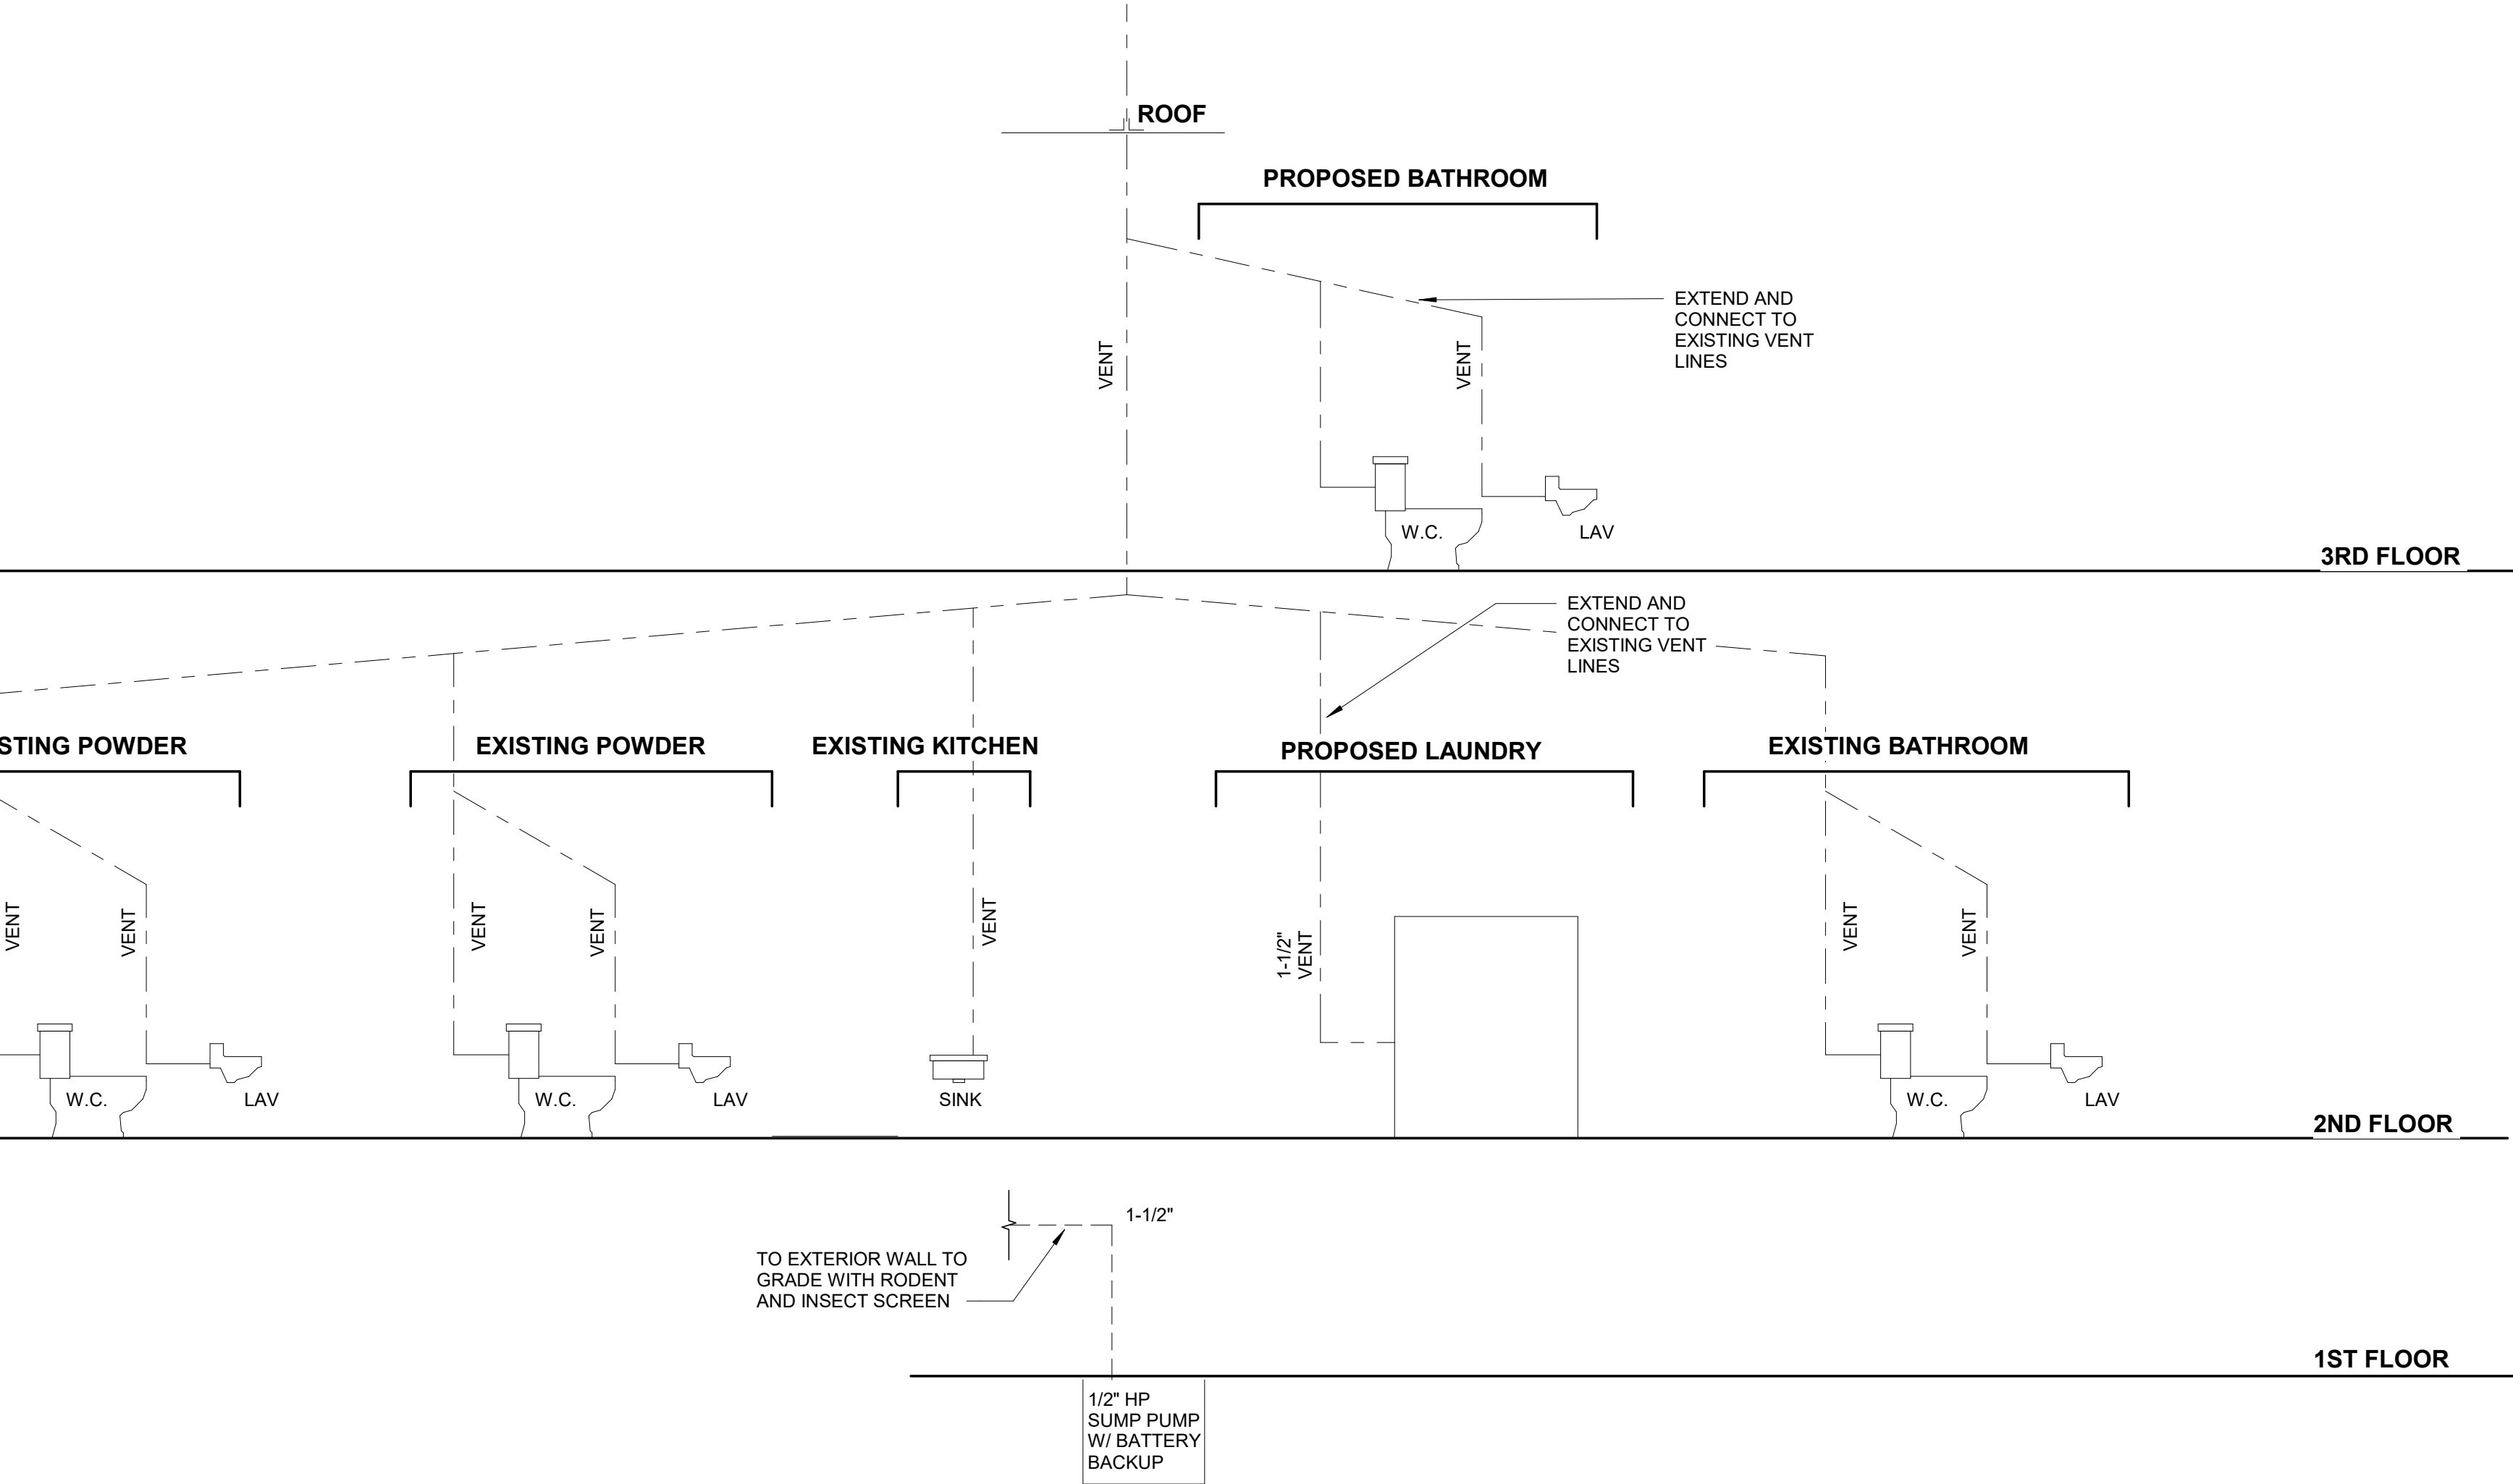 ROOF
PROPOSED BATHROOM
EXTEND AND
CONNECT TO
EXISTING VENT
LINES
VENT
VENT
W.C.
LAV
3RD FLOOR
EXTEND AND
CONNECT TO
EXISTING VENT
LINES
STING POWDER
EXISTING POWDER
EXISTING KITCHEN
PROPOSED LAUNDRY
EXISTING BATHROOM
VENT
VENT
VENT
VENT
VENT
1-1/2"
VENT
VENT
VENT
W.C.
LAV
W.C.
LAV
SINK
W.C.
LAV
2ND FLOOR
1-1/2"
TO EXTERIOR WALL TO
GRADE WITH RODENT
AND INSECT SCREEN
1ST FLOOR
1/2" HP
SUMP PUMP
W/ BATTERY
BACKUP